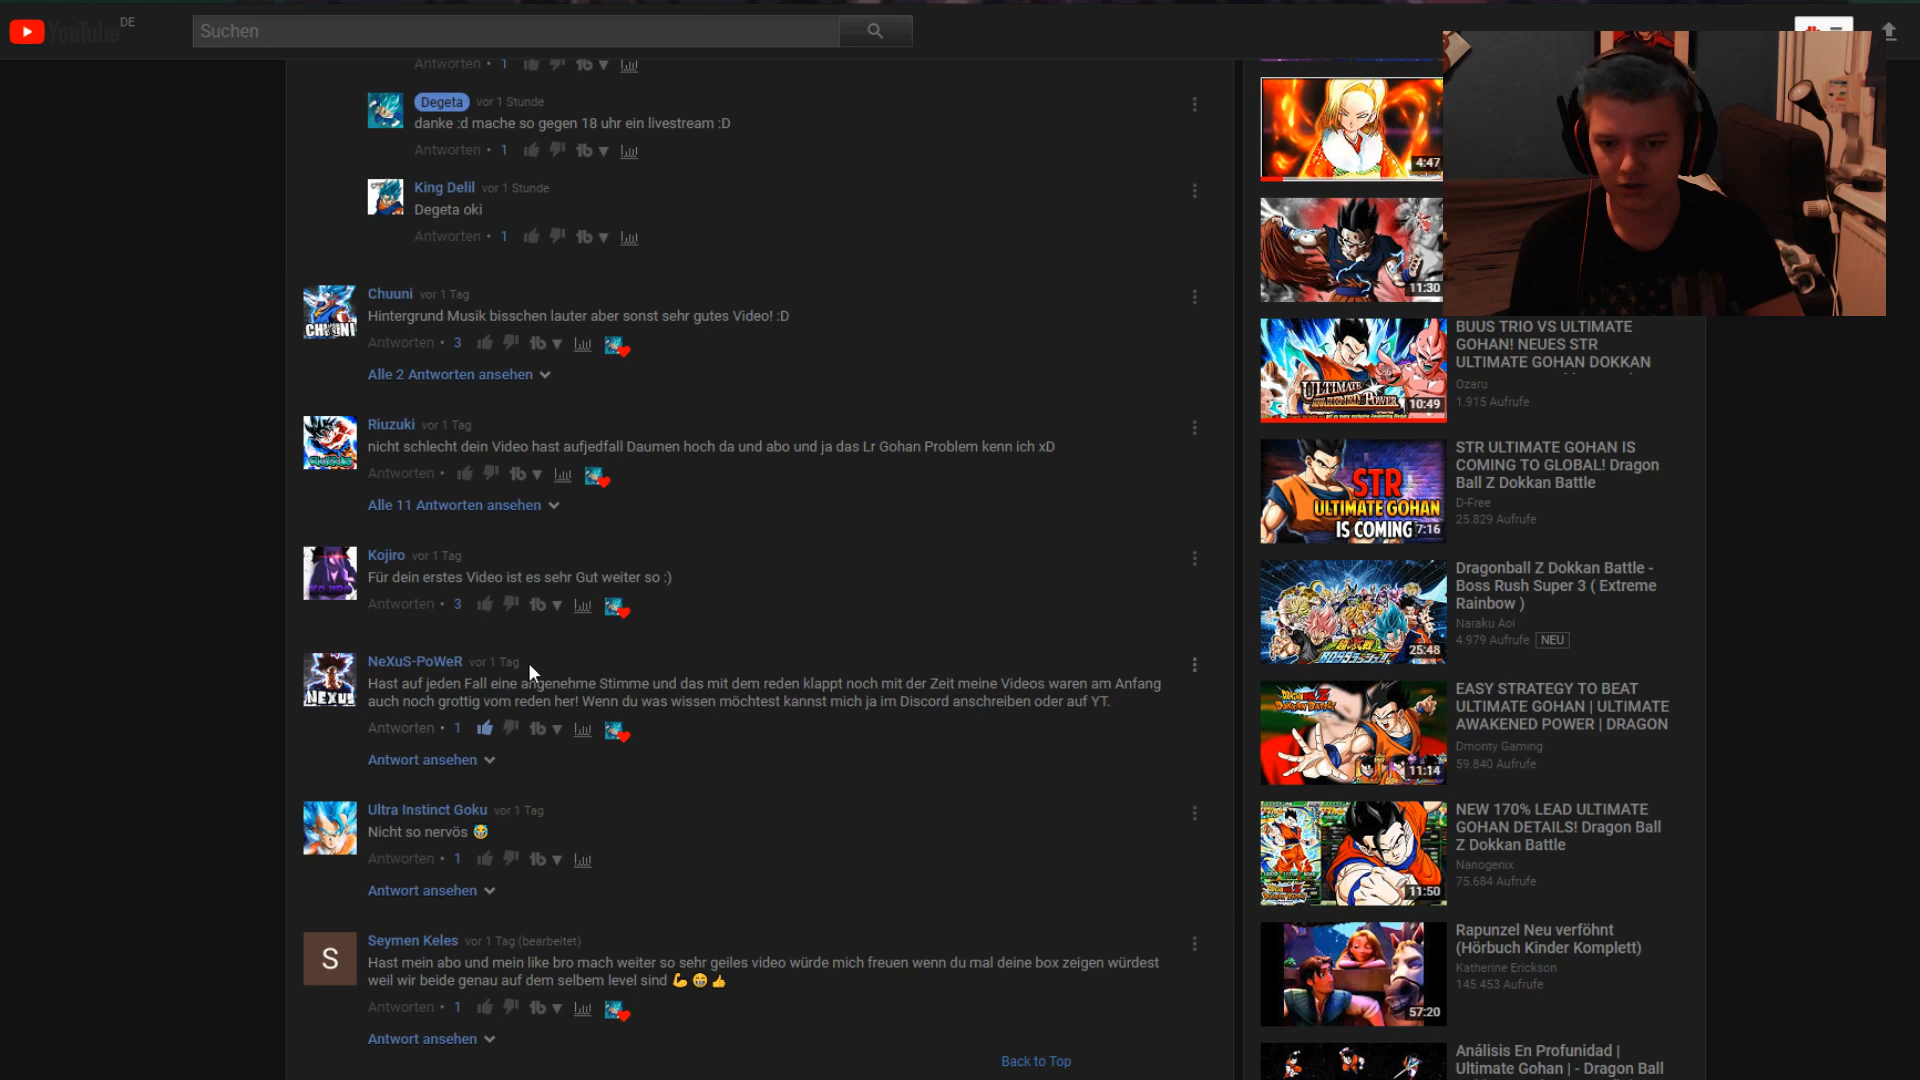 YouTube DE
Suchen
Antworten • 1
Degeta vor 1 Stunde
danke :d mache so gegen 18 uhr ein livestream :D
Antworten • 1
King Delil vor 1 Stunde
Degeta oki
Antworten • 1
Chuuni vor 1 Tag
Hintergrund Musik bisschen lauter aber sonst sehr gutes Video! :D
Antworten • 3
Alle 2 Antworten ansehen
Riuzuki vor 1 Tag
nicht schlecht dein Video hast aufjedfall Daumen hoch da und abo und ja das Lr Gohan Problem kenn ich xD
Antworten •
Alle 11 Antworten ansehen
Kojiro vor 1 Tag
Für dein erstes Video ist es sehr Gut weiter so :)
Antworten • 3
NEXU
NeXuS-PoWeR vor 1 Tag
Hast auf jeden Fall eine angenehme Stimme und das mit dem reden klappt noch mit der Zeit meine Videos waren am Anfang
auch noch grottig vom reden her! Wenn du was wissen möchtest kannst mich ja im Discord anschreiben oder auf YT.
Antworten • 1
Antwort ansehen
Ultra Instinct Goku vor 1 Tag
Nicht so nervös 😭
Antworten • 1
Antwort ansehen
S
Seymen Keles vor 1 Tag (bearbeitet)
Hast mein abo und mein like bro mach weiter so sehr geiles video würde mich freuen wenn du mal deine box zeigen würdest
weil wir beide genau auf dem selbem level sind 💪😁👍
Antworten • 1
Antwort ansehen
Back to Top
4:47
11:30
ULTIMATE
POWER
10:49
BUUS TRIO VS ULTIMATE
GOHAN! NEUES STR
ULTIMATE GOHAN DOKKAN
Ozaru
1.915 Aufrufe
STR
ULTIMATE GOHAN
IS COMING
7:16
STR ULTIMATE GOHAN IS
COMING TO GLOBAL! Dragon
Ball Z Dokkan Battle
D-Free
25.829 Aufrufe
25:48
Dragonball Z Dokkan Battle -
Boss Rush Super 3 ( Extreme
Rainbow )
Naraku Aoi
4.979 Aufrufe NEU
11:14
EASY STRATEGY TO BEAT
ULTIMATE GOHAN | ULTIMATE
AWAKENED POWER | DRAGON
Dmonty Gaming
59.840 Aufrufe
11:50
NEW 170% LEAD ULTIMATE
GOHAN DETAILS! Dragon Ball
Z Dokkan Battle
Nanogenix
75.684 Aufrufe
57:20
Rapunzel Neu verföhnt
(Hörbuch Kinder Komplett)
Katherine Erickson
145.453 Aufrufe
Análisis En Profundidad |
Ultimate Gohan | - Dragon Ball